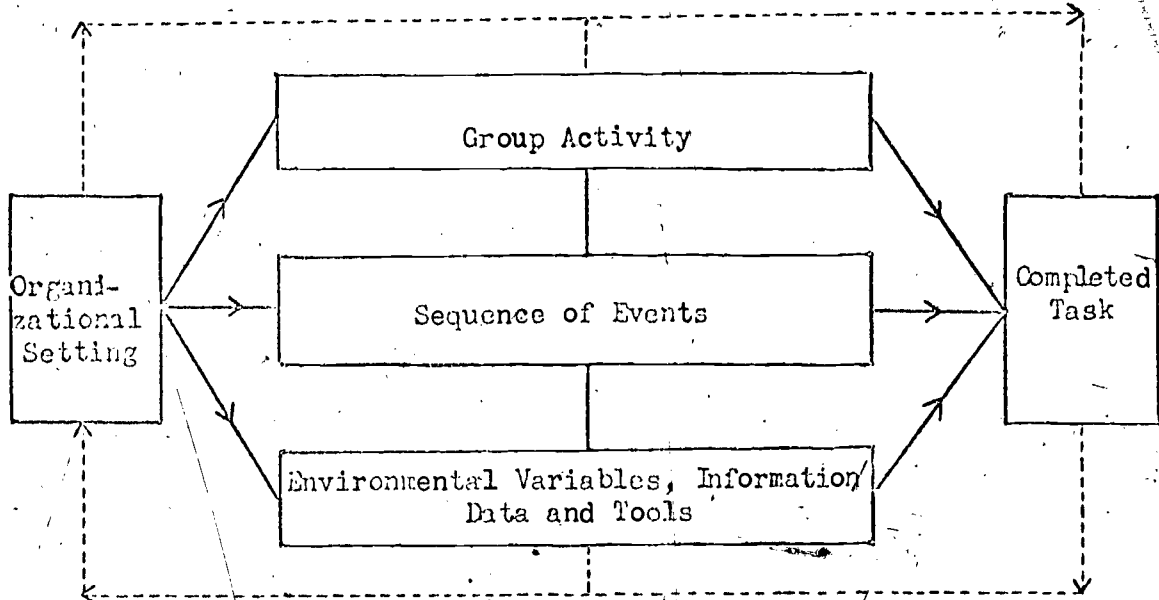 Group Activity
Organi-
zational
Setting
Sequence of Events
Completed
Task
Environmental Variables, Information
Data and Tools